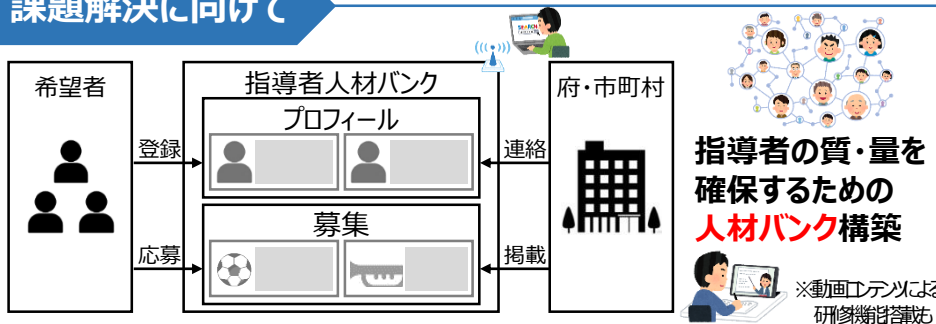 課題解決に向けて
希望者
登録
応募
指導者人材バンク
プロフィール
募集
連絡
掲載
府・市町村
指導者の質・量を
確保するための
人材バンク構築
※動画コンテンツによる
研修機能搭載も